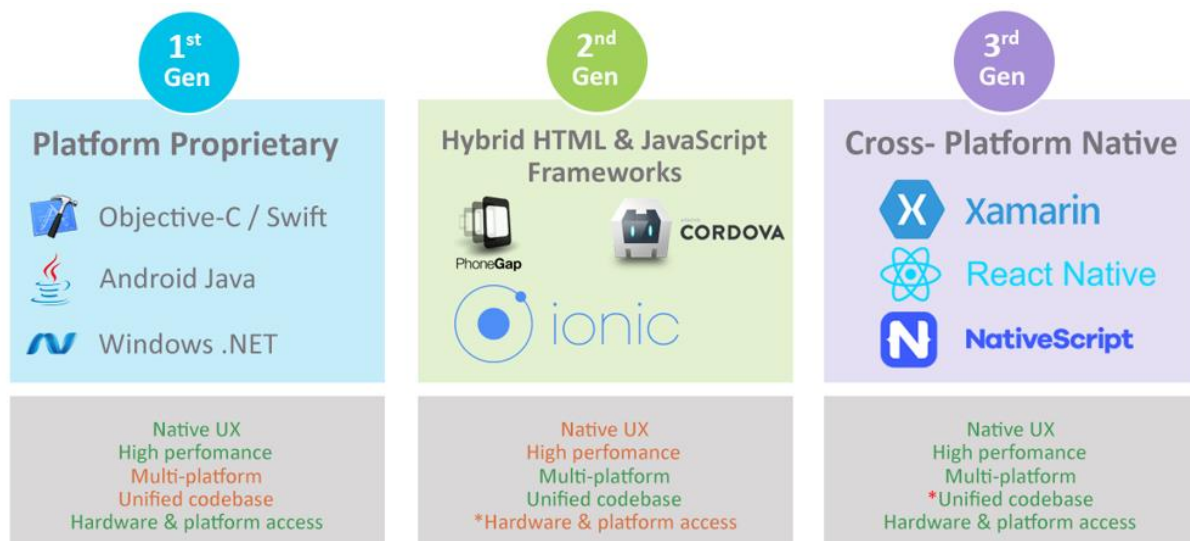 1st
Gen
Platform Proprietary
Objective-C / Swift
Android Java
Windows .NET
Native UX
High perfomance
Multi-platform
Unified codebase
Hardware & platform access
2nd
Gen
Hybrid HTML & JavaScript
Frameworks
PhoneGap
APACHE
CORDOVA
ionic
Native UX
High perfomance
Multi-platform
Unified codebase
*Hardware & platform access
3rd
Gen
Cross- Platform Native
X
Xamarin
React Native
N
NativeScript
Native UX
High perfomance
Multi-platform
*Unified codebase
Hardware & platform access